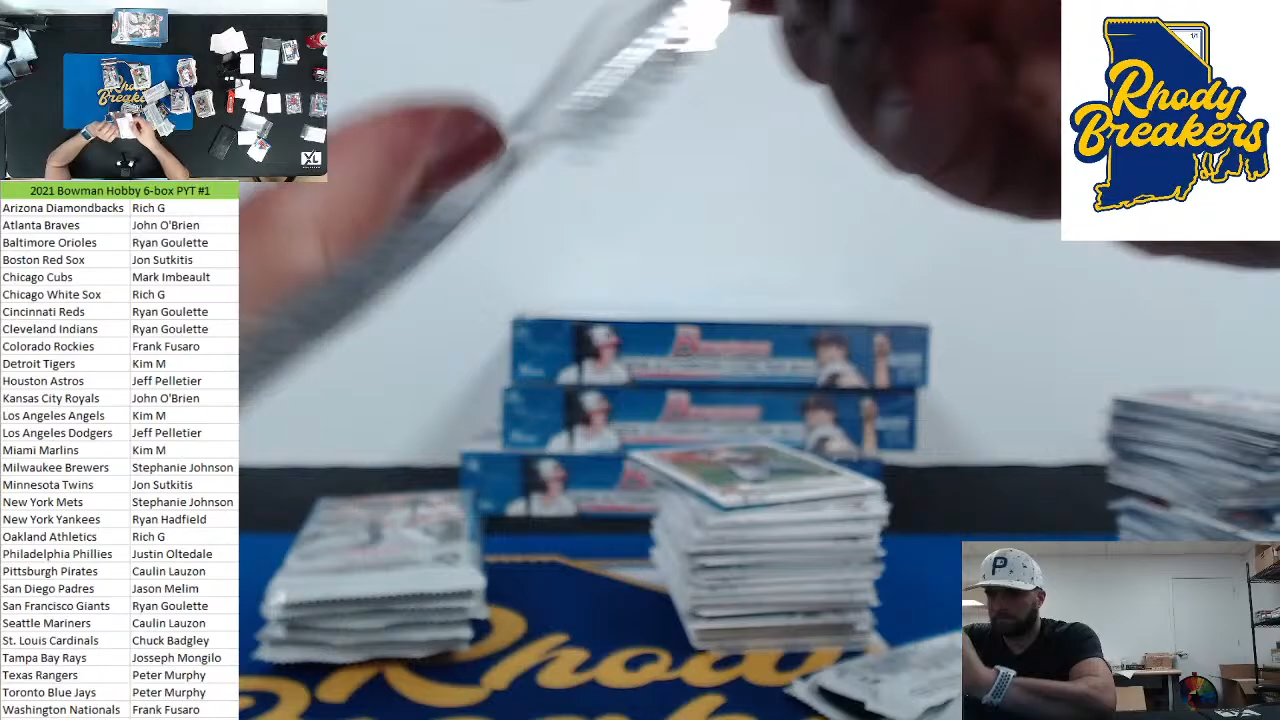 2021 Bowman Hobby 6-box PYT #1
Arizona Diamondbacks Rich G
Atlanta Braves John O'Brien
Baltimore Orioles Ryan Goulette
Boston Red Sox Jon Sutkitis
Chicago Cubs Mark Imbeault
Chicago White Sox Rich G
Cincinnati Reds Ryan Goulette
Cleveland Indians Ryan Goulette
Colorado Rockies Frank Fusaro
Detroit Tigers Kim M
Houston Astros Jeff Pelletier
Kansas City Royals John O'Brien
Los Angeles Angels Kim M
Los Angeles Dodgers Jeff Pelletier
Miami Marlins Kim M
Milwaukee Brewers Stephanie Johnson
Minnesota Twins Jon Sutkitis
New York Mets Stephanie Johnson
New York Yankees Ryan Hadfield
Oakland Athletics Rich G
Philadelphia Phillies Justin Oltedale
Pittsburgh Pirates Caulin Lauzon
San Diego Padres Jason Melim
San Francisco Giants Ryan Goulette
Seattle Mariners Caulin Lauzon
St. Louis Cardinals Chuck Badgley
Tampa Bay Rays Josseph Mongilo
Texas Rangers Peter Murphy
Toronto Blue Jays Peter Murphy
Washington Nationals Frank Fusaro
1/1
Rhody
Breakers
XL
Bowman
Bowman
Rhody
Breakers
P